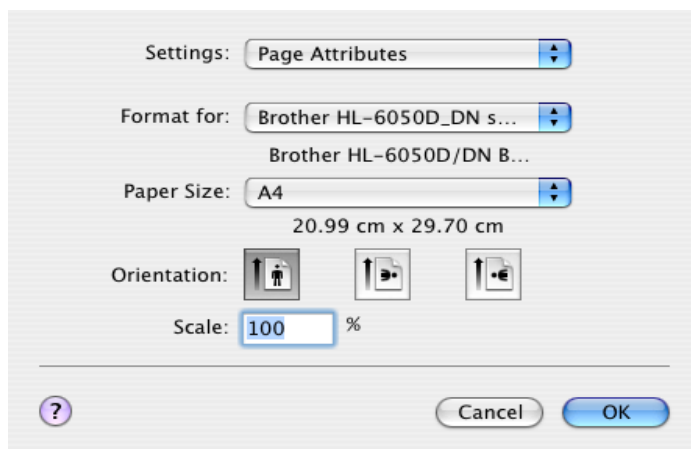 Settings: Page Attributes
Format for: Brother HL-6050D_DN s...
Brother HL-6050D/DN B...
Paper Size: A4
20.99 cm x 29.70 cm
Orientation:
Scale: 100 %
? Cancel OK